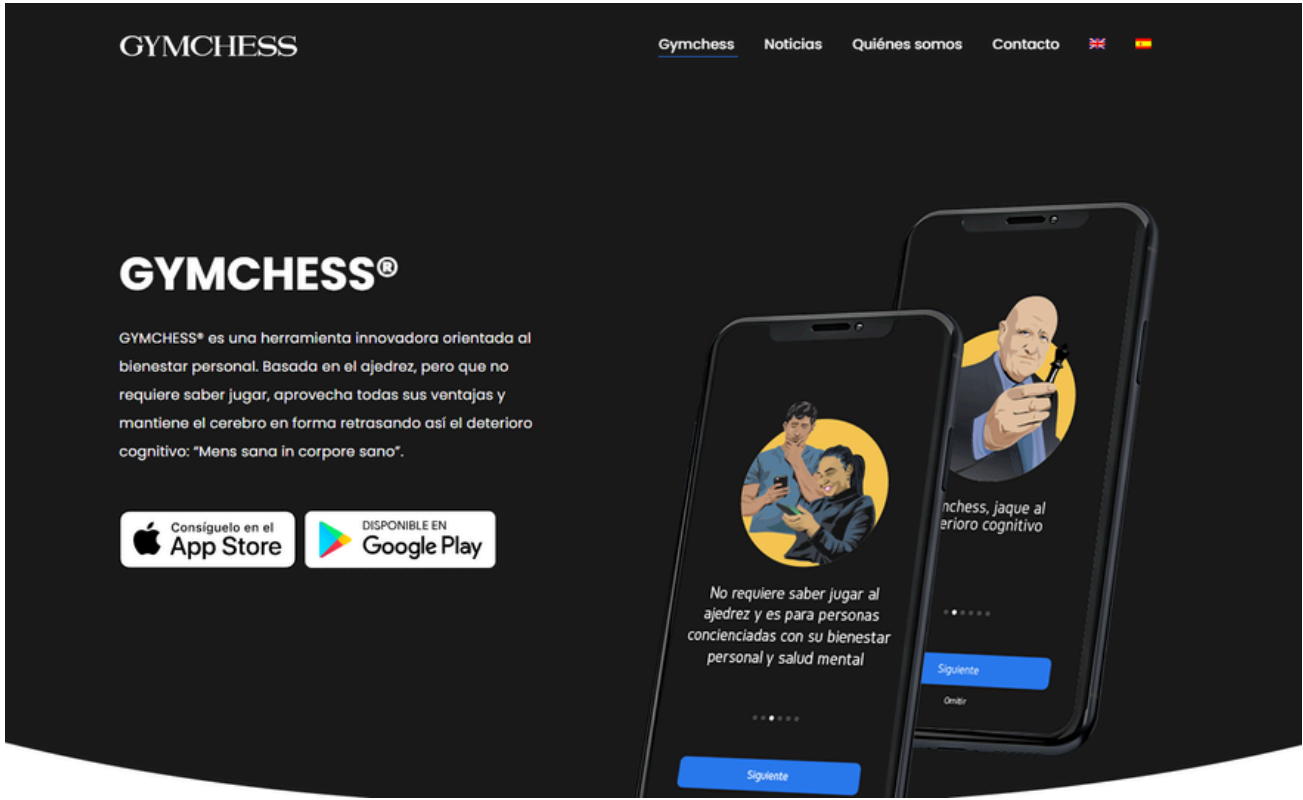 GYMCHESS
Gymchess Noticias Quiénes somos Contacto
GYMCHESS®
GYMCHESS® es una herramienta innovadora orientada al
bienestar personal. Basada en el ajedrez, pero que no
requiere saber jugar, aprovecha todas sus ventajas y
mantiene el cerebro en forma retrasando así el deterioro
cognitivo: “Mens sana in corpore sano”.
Consíguelo en el
App Store
DISPONIBLE EN
Google Play
No requiere saber jugar al
ajedrez y es para personas
concienciadas con su bienestar
personal y salud mental
Siguiente
jaque al
cognitivo
Siguiente
Omitir